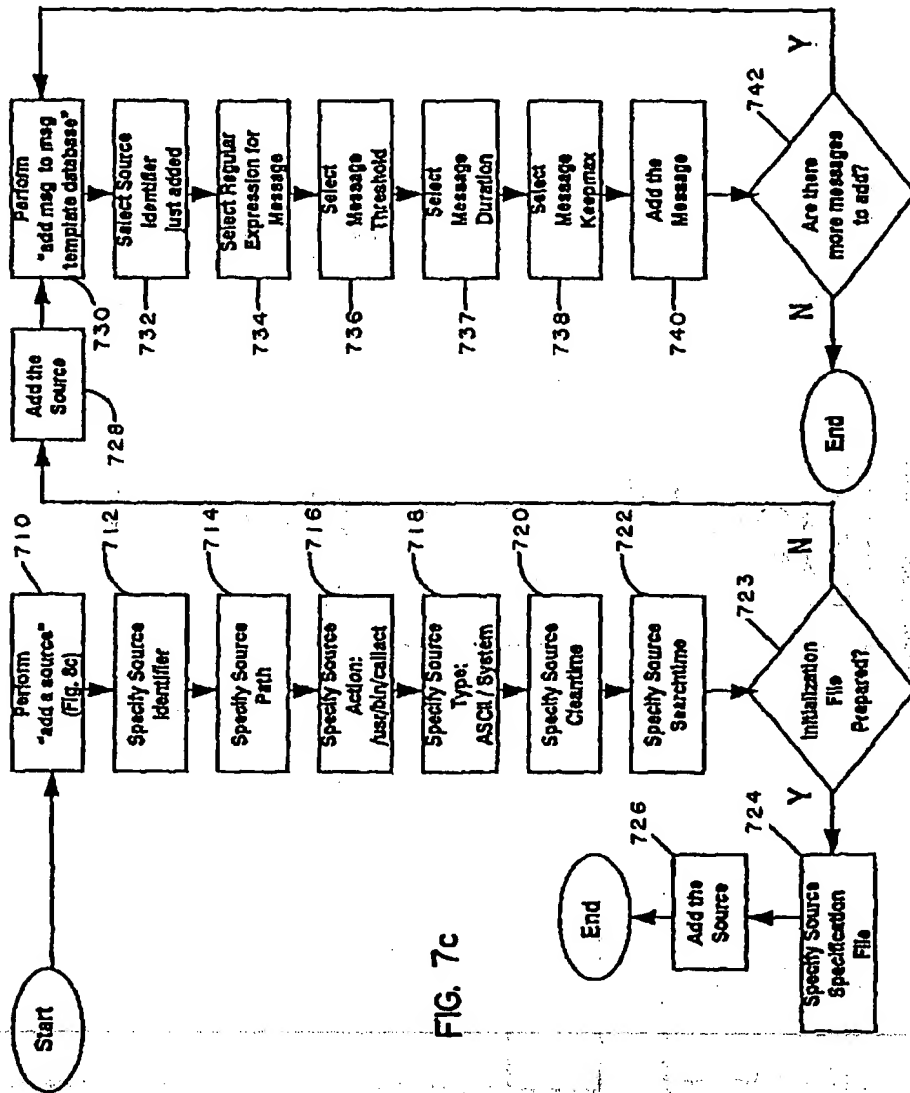 Start
710
Perform
"add a source"
(Fig. 8c)
712
Specify Source
Identifier
714
Specify Source
Path
716
Specify Source
Action:
/usr/bin/callact
718
Specify Source
Type:
ASCII / System
720
Specify Source
Cleantime
722
Specify Source
Searchtime
723
Initialization
File
Prepared?
Y
N
724
Specify Source
Specification
File
726
Add the
Source
End
728
Add the
Source
730
Perform
"add msg to msg
template database"
732
Select Source
Identifier
Just added
734
Select Regular
Expression for
Message
736
Select
Message
Threshold
737
Select
Message
Duration
738
Select
Message
Keepmax
740
Add the
Message
742
Are there
more messages
to add?
Y
N
End
FIG. 7c